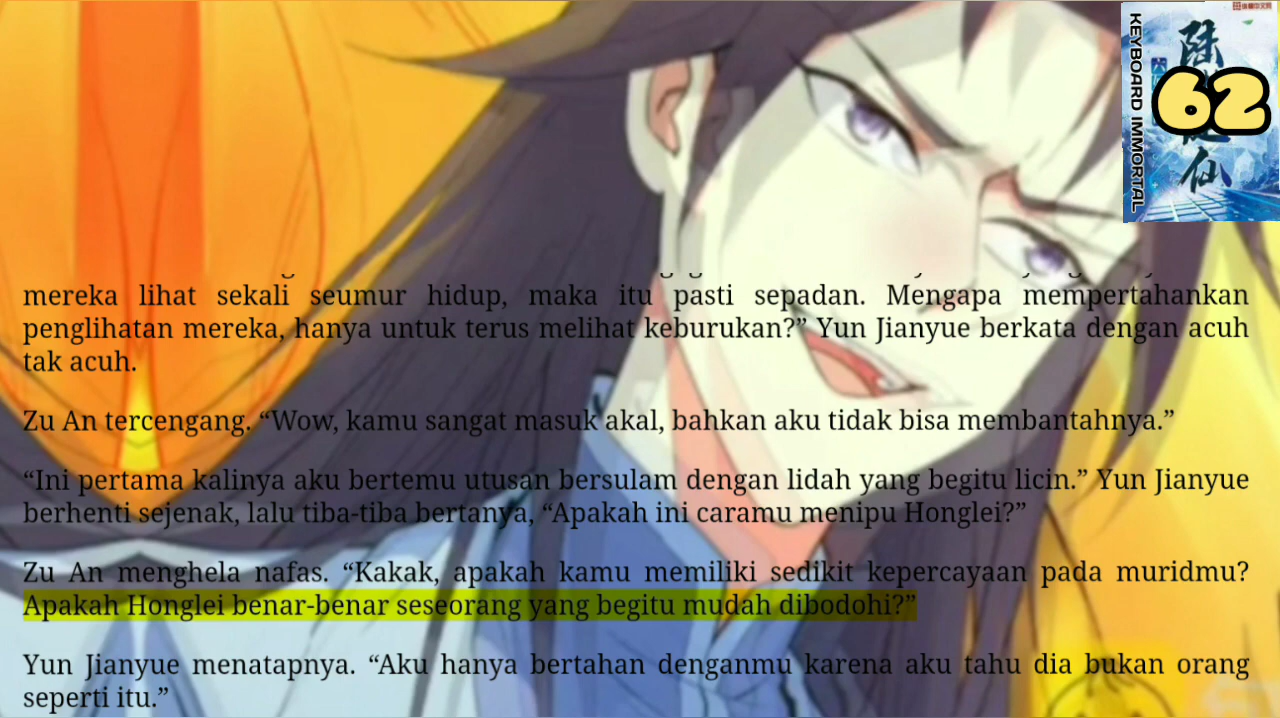 KEYBOARD IMMORTAL
62
mereka lihat sekali seumur hidup, maka itu pasti sepadan. Mengapa mempertahankan
penglihatan mereka, hanya untuk terus melihat keburukan?” Yun Jianyue berkata dengan acuh
tak acuh.
Zu An tercengang. “Wow, kamu sangat masuk akal, bahkan aku tidak bisa membantahnya.”
“Ini pertama kalinya aku bertemu utusan bersulam dengan lidah yang begitu licin.” Yun Jianyue
berhenti sejenak, lalu tiba-tiba bertanya, “Apakah ini caramu menipu Honglei?”
Zu An menghela nafas. “Kakak, apakah kamu memiliki sedikit kepercayaan pada muridmu?
Apakah Honglei benar-benar seseorang yang begitu mudah dibodohi?”
Yun Jianyue menatapnya. “Aku hanya bertahan denganmu karena aku tahu dia bukan orang
seperti itu.”